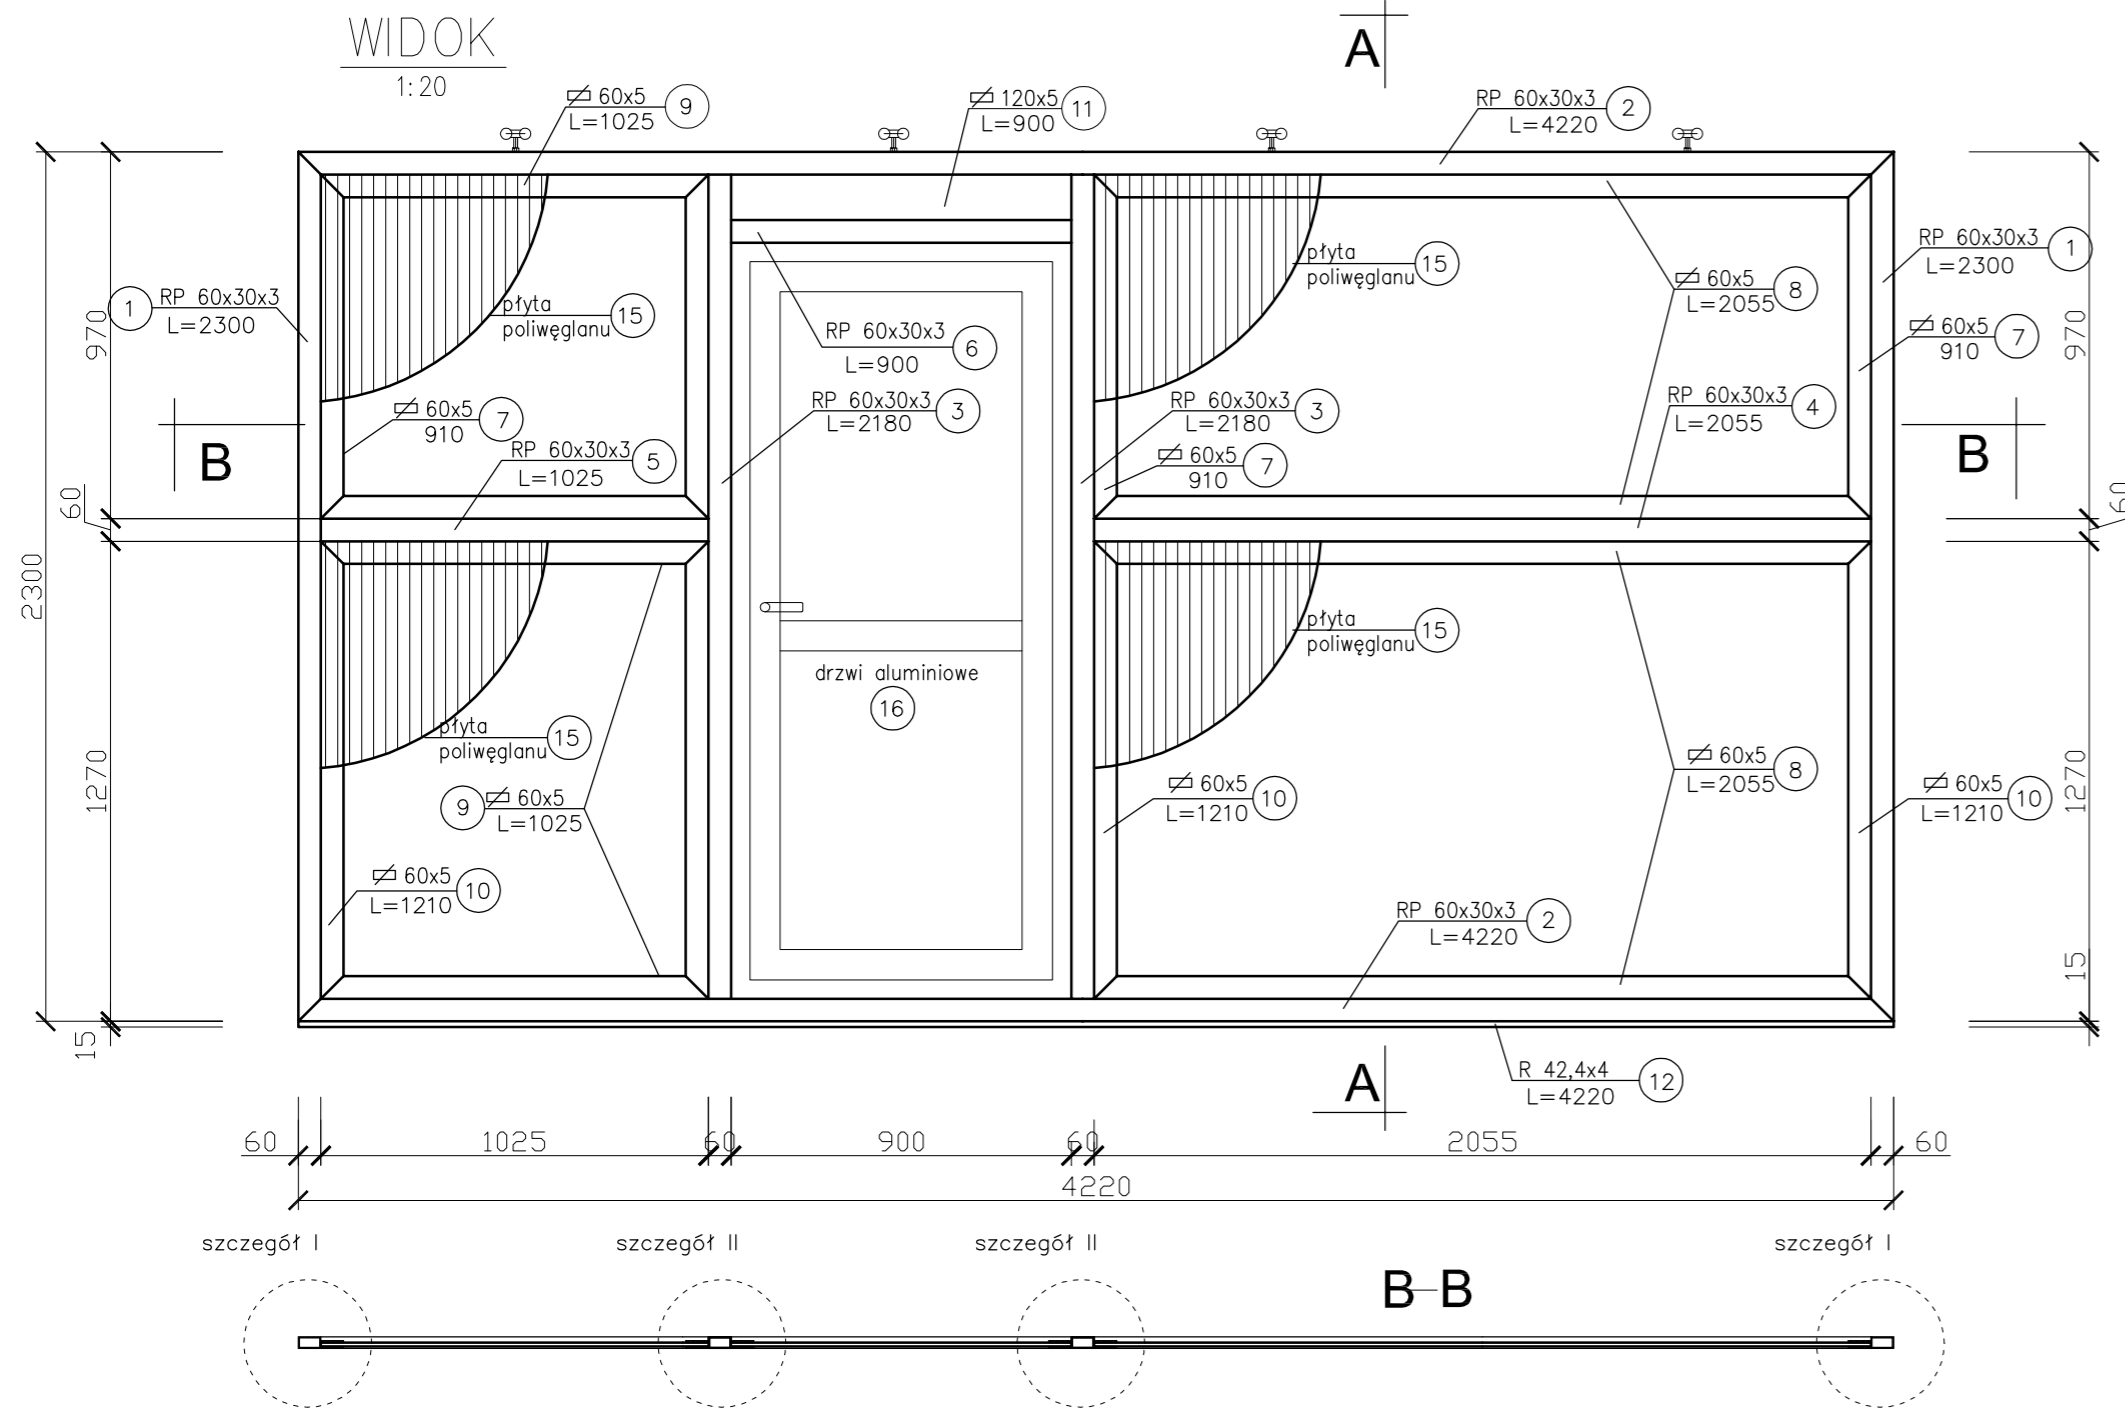 WIDOK
1:20
A
60x5 9
L=1025
120x5 11
L=900
RP 60x30x3 2
L=4220
1 RP 60x30x3
L=2300
płyta
poliwęglanu 15
płyta
poliwęglanu 15
RP 60x30x3 1
L=2300
60x5 8
L=2055
60x5 7
910
RP 60x30x3 6
L=900
970
970
60x5 7
910
RP 60x30x3 3
L=2180
RP 60x30x3 3
L=2180
RP 60x30x3 4
L=2055
B
B
RP 60x30x3 5
L=1025
60x5 7
910
60
60
2300
płyta
poliwęglanu 15
drzwi aluminiowe
16
płyta
poliwęglanu 15
1270
1270
9 60x5
L=1025
60x5 10
L=1210
60x5 8
L=2055
60x5 10
L=1210
60x5 10
L=1210
RP 60x30x3 2
L=4220
15
15
A
R 42,4x4 12
L=4220
60 1025 60 900 60 2055 60
4220
szczegół I szczegół II szczegół II szczegół I
B-B